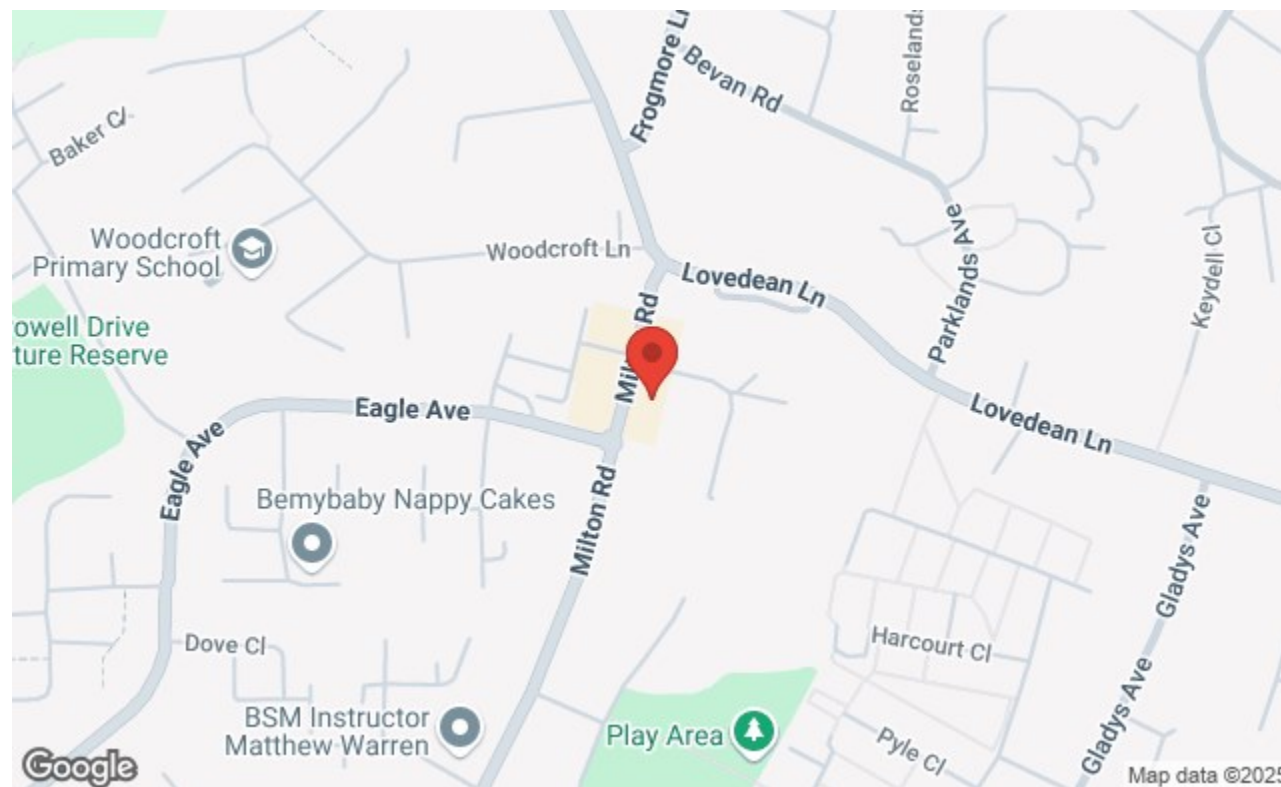 Frogmore Ln
Bevan Rd
Roselands
Baker Cl
Woodcroft
Primary School
Woodcroft Ln
Lovedean Ln
Parklands Ave
Keydell Cl
owell Drive
ture Reserve
Milton Rd
Eagle Ave
Lovedean Ln
Eagle Ave
Bemybaby Nappy Cakes
Milton Rd
Gladys Ave
Dove Cl
Harcourt Cl
BSM Instructor
Matthew Warren
Play Area
Pyle Cl
Gladys Ave
Google
Map data ©2025